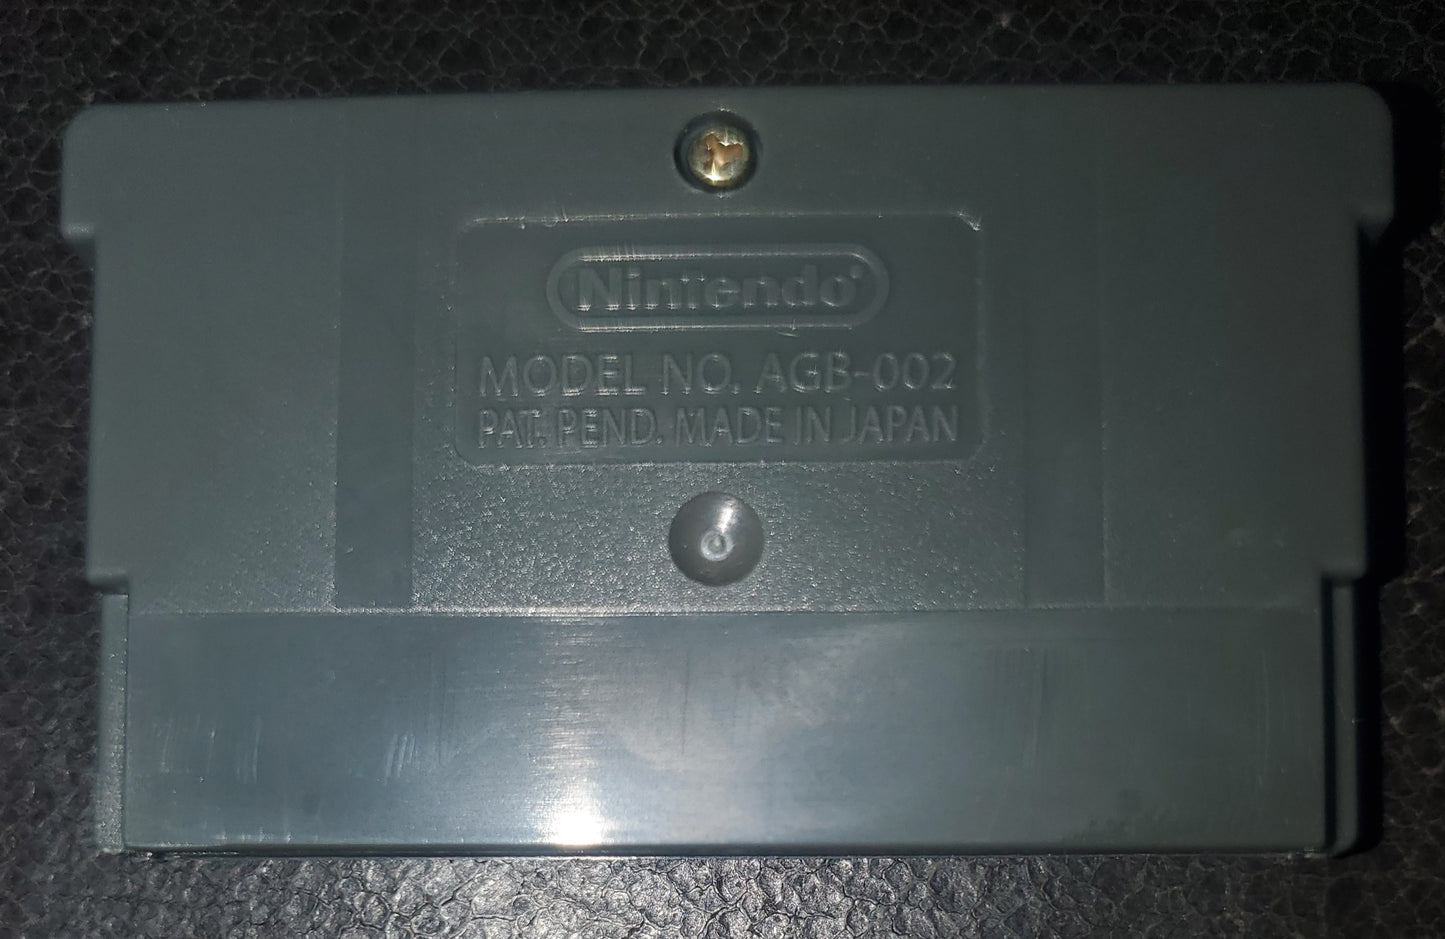 Nintendo®
MODEL NO. AGB-002
PAT. PEND. MADE IN JAPAN